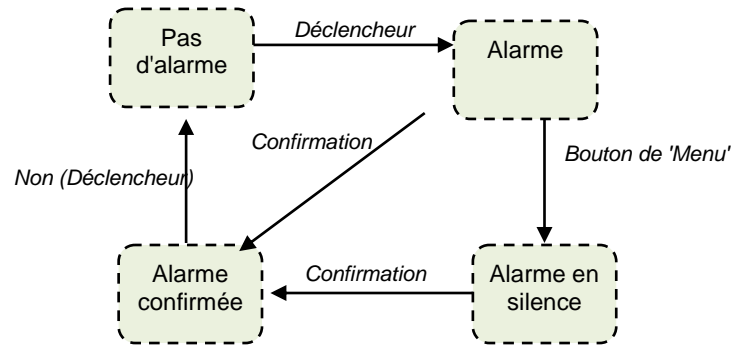 Déclencheur
Pas
d'alarme
Alarme
Confirmation
Bouton de 'Menu'
Non (Déclencheur)
Alarme
confirmée
Confirmation
Alarme en
silence